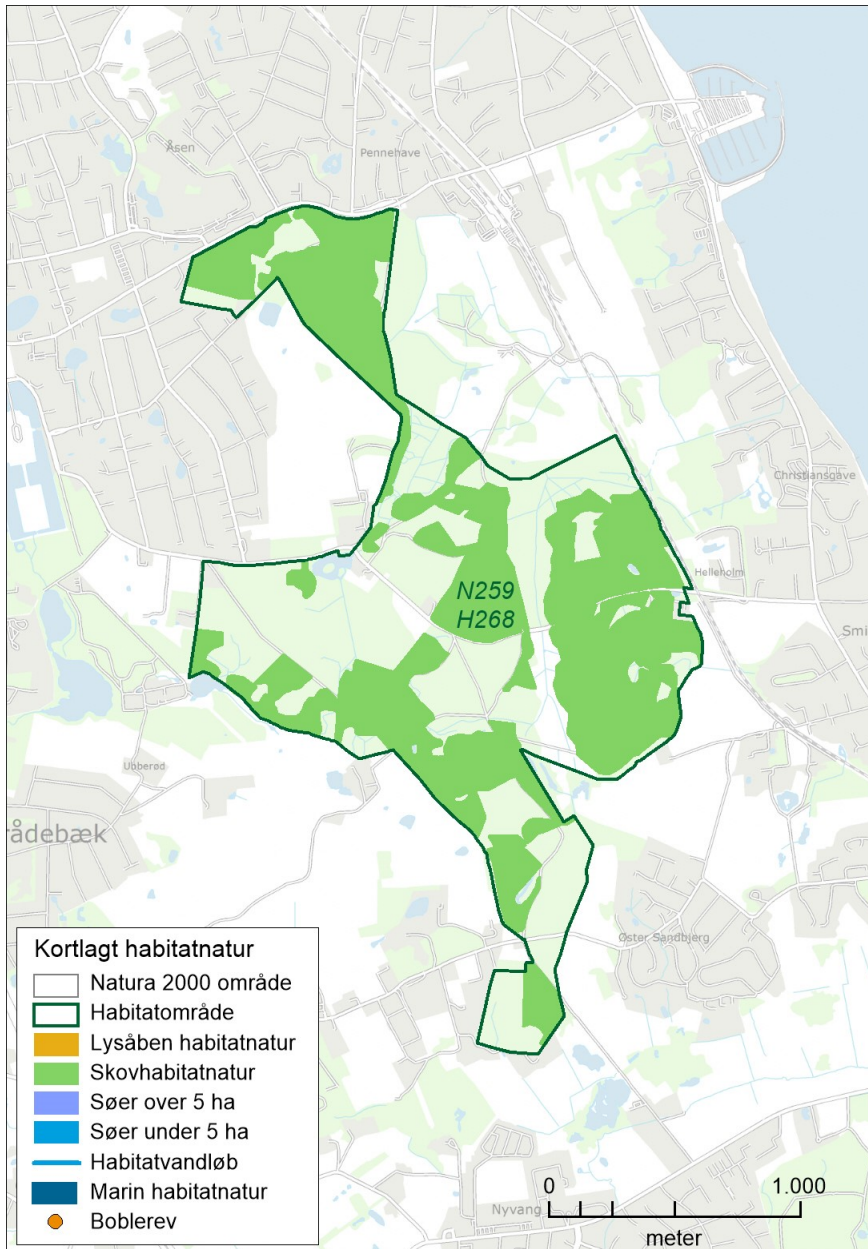 Åsen
Pennehave
Christiansgave
Helleholm
N259
H268
Smi
Ubberød
rådebæk
Øster Sandbjerg
Kortlagt habitatnatur
Natura 2000 område
Habitatområde
Lysåben habitatnatur
Skovhabitatnatur
Søer over 5 ha
Søer under 5 ha
Habitatvandløb
Marin habitatnatur
Boblerev
Nyvang
0 1.000
meter